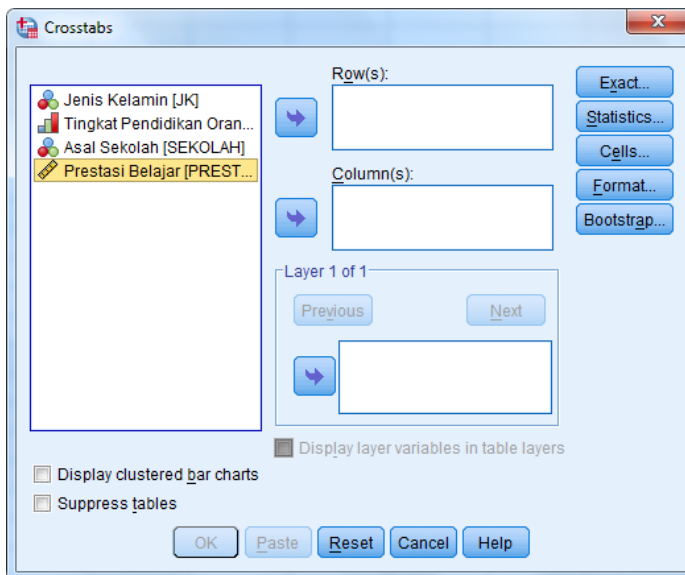 Crosstabs
Jenis Kelamin [JK]
Tingkat Pendidikan Oran...
Asal Sekolah [SEKOLAH]
Prestasi Belajar [PREST...
Row(s):
Column(s):
Layer 1 of 1
Previous
Next
Display layer variables in table layers
Exact...
Statistics...
Cells...
Format...
Bootstrap...
Display clustered bar charts
Suppress tables
OK
Paste
Reset
Cancel
Help